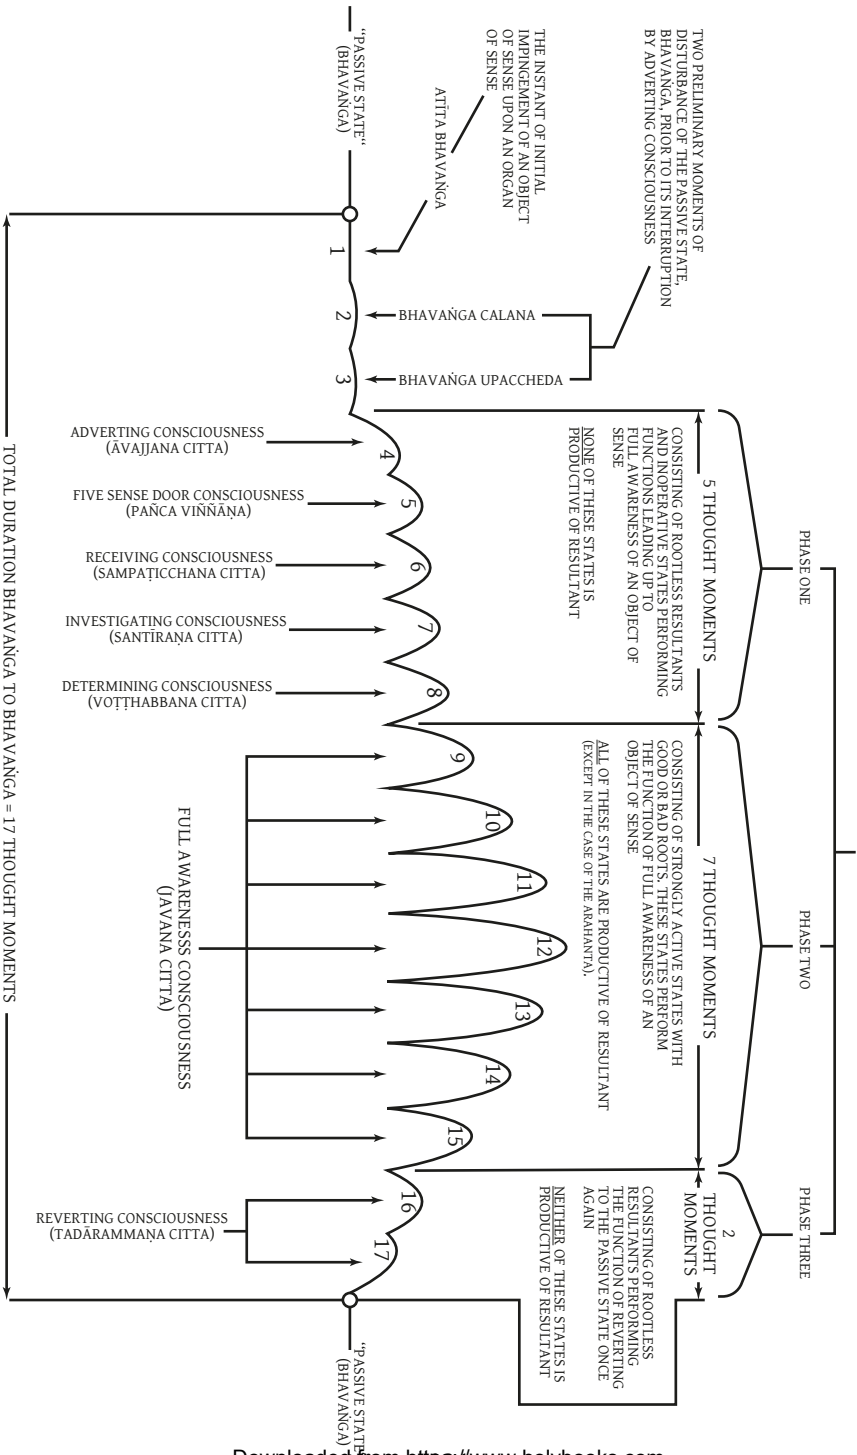 TWO PRELIMINARY MOMENTS OF
DISTURBANCE OF THE PASSIVE STATE,
BHAVAṄGA, PRIOR TO ITS INTERRUPTION
BY ADVERTING CONSCIOUSNESS
THE INSTANT OF INITIAL
IMPINGEMENT OF AN OBJECT
OF SENSE UPON AN ORGAN
OF SENSE
ATĪTA BHAVAṄGA
"PASSIVE STATE"
(BHAVAṄGA)
BHAVAṄGA CALANA
BHAVAṄGA UPACCHEDA
PHASE ONE
5 THOUGHT MOMENTS
CONSISTING OF ROOTLESS RESULTANTS
AND INOPERATIVE STATES PERFORMING
FUNCTIONS LEADING UP TO
FULL AWARENESS OF AN OBJECT OF
SENSE
NONE OF THESE STATES IS
PRODUCTIVE OF RESULTANT
PHASE TWO
7 THOUGHT MOMENTS
CONSISTING OF STRONGLY ACTIVE STATES WITH
GOOD OR BAD ROOTS. THESE STATES PERFORM
THE FUNCTION OF FULL AWARENESS OF AN
OBJECT OF SENSE
ALL OF THESE STATES ARE PRODUCTIVE OF RESULTANT
(EXCEPT IN THE CASE OF THE ARAHANTA).
PHASE THREE
2
THOUGHT
MOMENTS
CONSISTING OF ROOTLESS
RESULTANTS PERFORMING
THE FUNCTION OF REVERTING
TO THE PASSIVE STATE ONCE
AGAIN
NEITHER OF THESE STATES IS
PRODUCTIVE OF RESULTANT
1
2
3
4
5
6
7
8
9
10
11
12
13
14
15
16
17
ADVERTING CONSCIOUSNESS
(ĀVAJJANA CITTA)
FIVE SENSE DOOR CONSCIOUSNESS
(PAÑCA VIÑÑĀṆA)
RECEIVING CONSCIOUSNESS
(SAMPAṬICCHANA CITTA)
INVESTIGATING CONSCIOUSNESS
(SANTĪRAṆA CITTA)
DETERMINING CONSCIOUSNESS
(VOṬṬHABBANA CITTA)
FULL AWARENESSS CONSCIOUSNESS
(JAVANA CITTA)
REVERTING CONSCIOUSNESS
(TADĀRAMMAṆA CITTA)
"PASSIVE STATE
(BHAVAṄGA)
TOTAL DURATION BHAVAṄGA TO BHAVAṄGA = 17 THOUGHT MOMENTS
Downloaded from https://www.holybooks.com